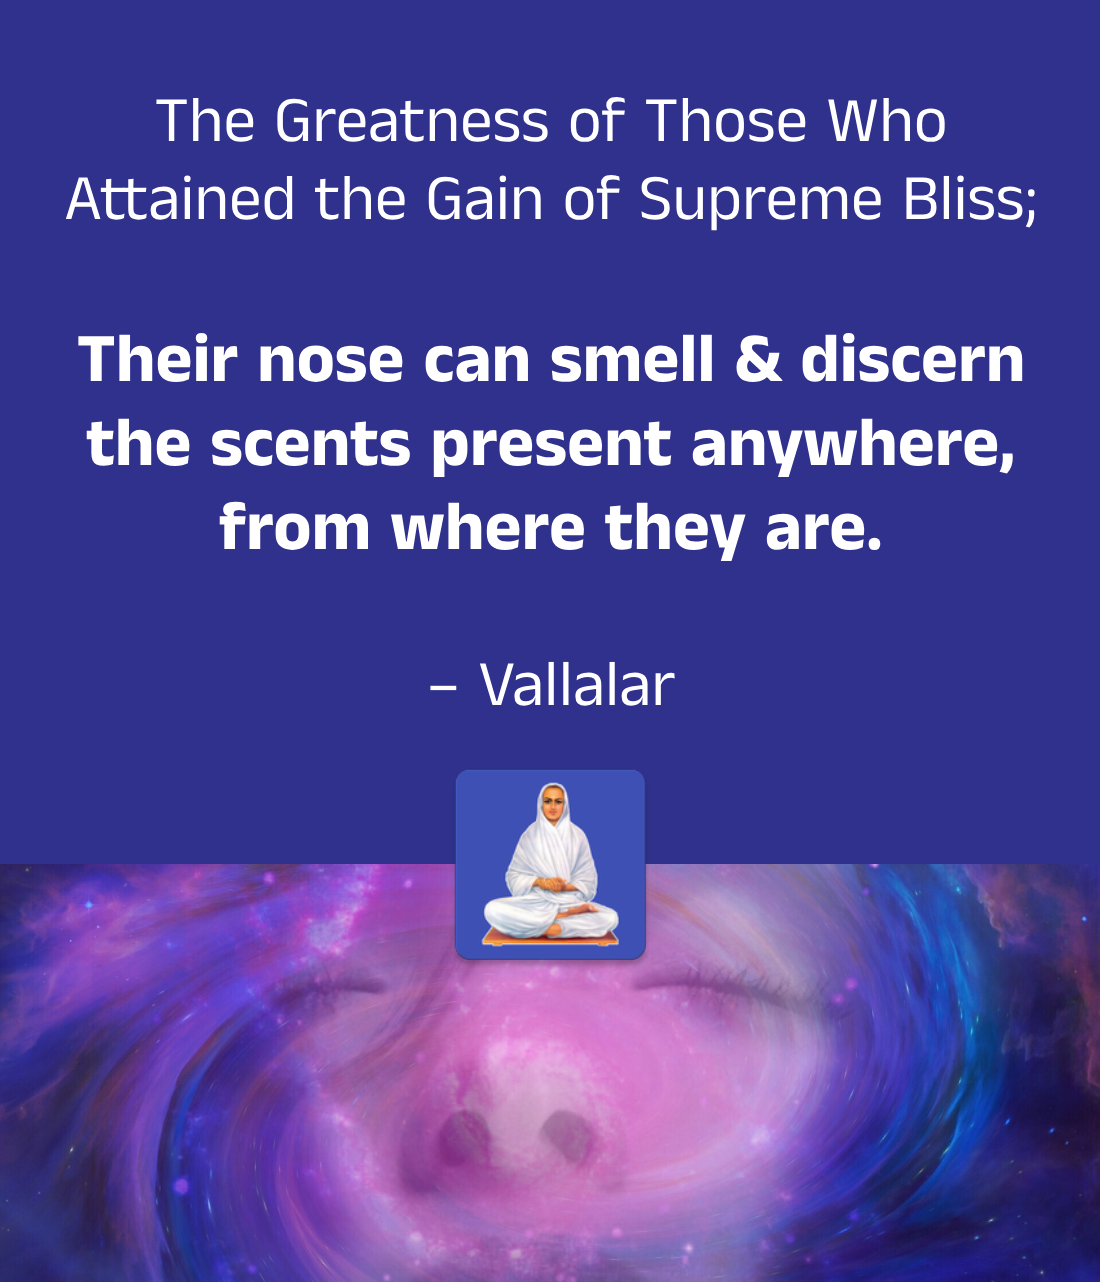 The Greatness of Those Who
Attained the Gain of Supreme Bliss;
Their nose can smell & discern
the scents present anywhere,
from where they are.
– Vallalar